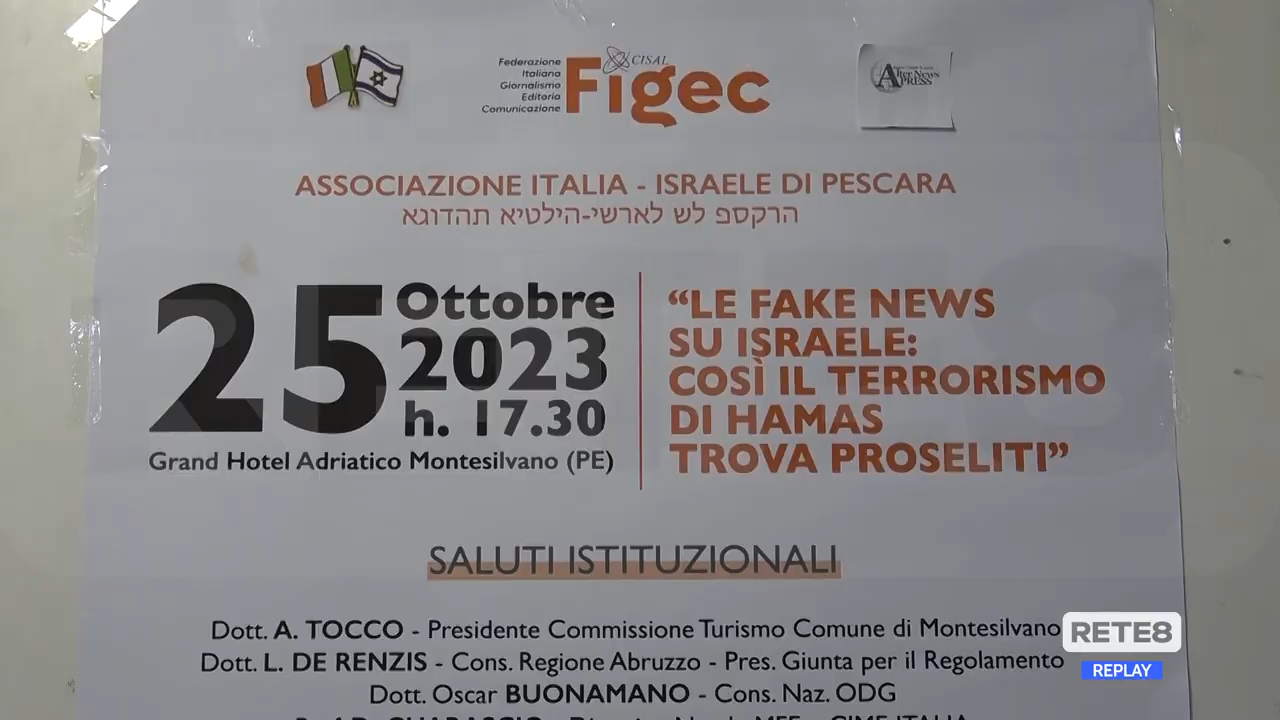 Federazione
Italiana
Giornalismo
Editoria
Comunicazione
CISAL
Figec
Alter News
PRESS
ASSOCIAZIONE ITALIA - ISRAELE DI PESCARA
הרקספ לש לארשי-הילטיא תהדוגא
25 Ottobre
2023
h. 17.30
Grand Hotel Adriatico Montesilvano (PE)
“LE FAKE NEWS
SU ISRAELE:
COSÌ IL TERRORISMO
DI HAMAS
TROVA PROSELITI”
SALUTI ISTITUZIONALI
Dott. A. TOCCO - Presidente Commissione Turismo Comune di Montesilvano
Dott. L. DE RENZIS - Cons. Regione Abruzzo - Pres. Giunta per il Regolamento
Dott. Oscar BUONAMANO - Cons. Naz. ODG
RETE8
REPLAY